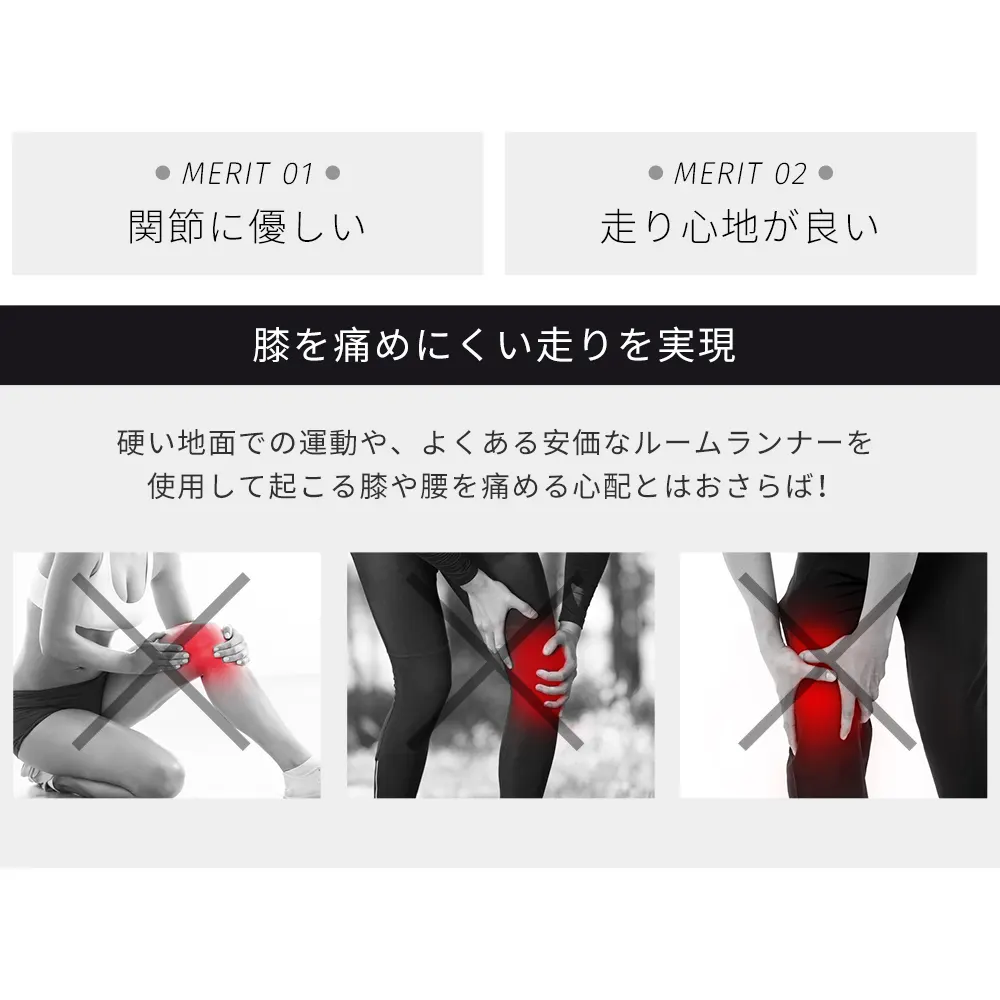 MERIT 01
関節に優しい
MERIT 02
走り心地が良い
膝を痛めにくい走りを実現
硬い地面での運動や、よくある安価なルームランナーを
使用して起こる膝や腰を痛める心配とはおさらば!